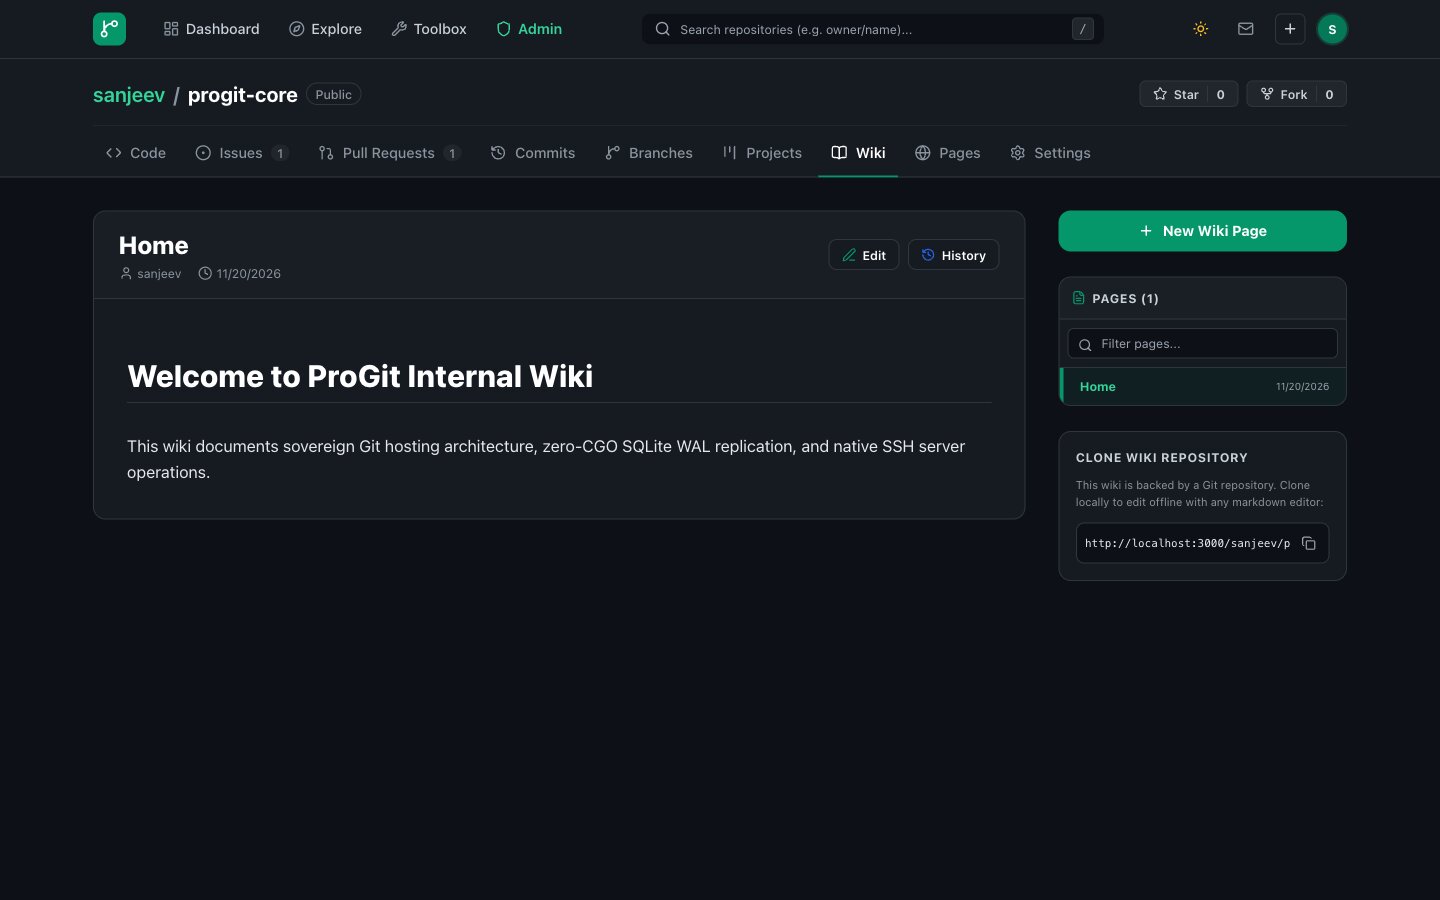 Dashboard Explore Toolbox Admin Search repositories (e.g. owner/name)... / + S
sanjeev / progit-core Public Star 0 Fork 0
Code Issues 1 Pull Requests 1 Commits Branches Projects Wiki Pages Settings
Home
sanjeev 11/20/2026
Edit History
Welcome to ProGit Internal Wiki
This wiki documents sovereign Git hosting architecture, zero-CGO SQLite WAL replication, and native SSH server
operations.
+ New Wiki Page
PAGES (1)
Filter pages...
Home 11/20/2026
CLONE WIKI REPOSITORY
This wiki is backed by a Git repository. Clone
locally to edit offline with any markdown editor:
http://localhost:3000/sanjeev/p